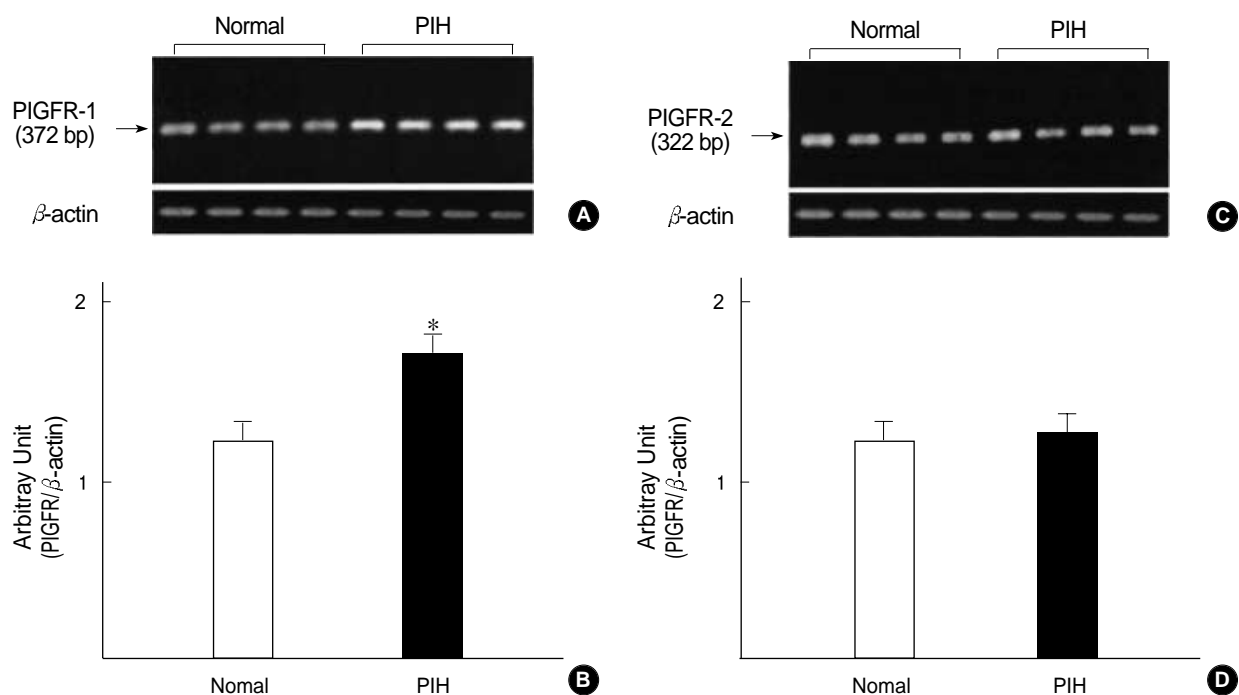 Normal PIH
PIGFR-1
(372 bp)
β-actin
A
Normal PIH
PIGFR-2
(322 bp)
β-actin
C
2
1
*
Arbitray Unit
(PIGFR/β-actin)
Nomal PIH
B
2
1
Arbitray Unit
(PIGFR/β-actin)
Nomal PIH
D